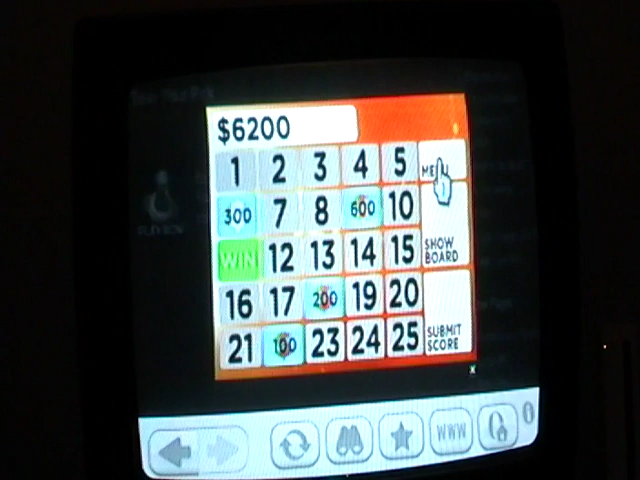 $6200
1 2 3 4 5 MENU
300 7 8 600 10
WIN 12 13 14 15 SHOW BOARD
16 17 200 19 20
21 100 23 24 25 SUBMIT SCORE
x
WWW
i